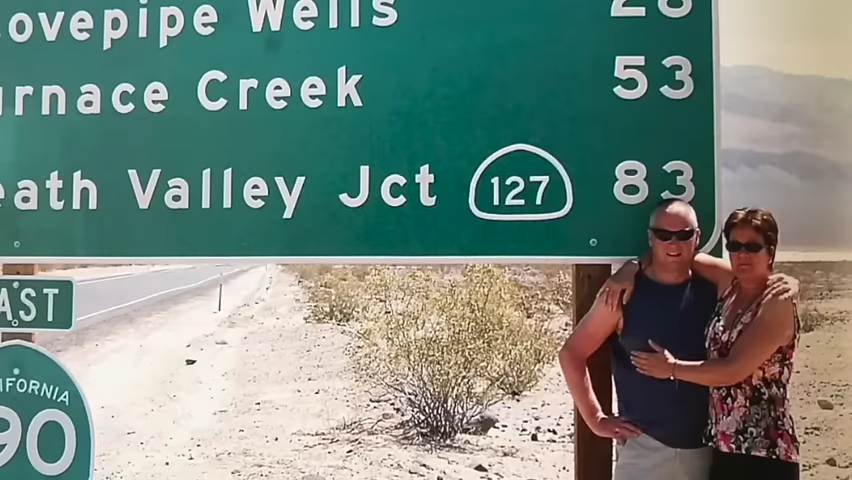 ovepipe Wells 28
urnace Creek 53
eath Valley Jct 127 83
AST
IFORNIA
90